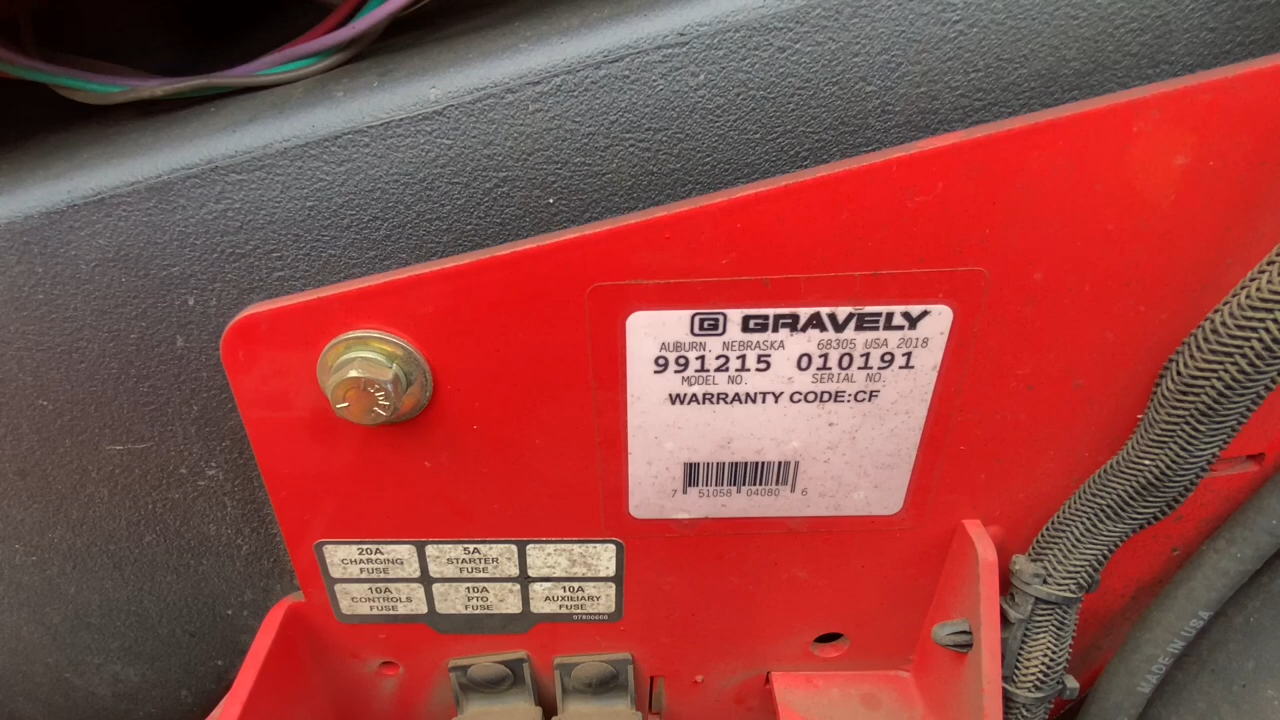 G GRAVELY
AUBURN, NEBRASKA 68305 USA 2018
991215 010191
MODEL NO. SERIAL NO.
WARRANTY CODE:CF
7 51058 04080 6
20A CHARGING FUSE
5A STARTER FUSE
10A CONTROLS FUSE
10A PTO FUSE
10A AUXILIARY FUSE
07800660
MADE IN USA